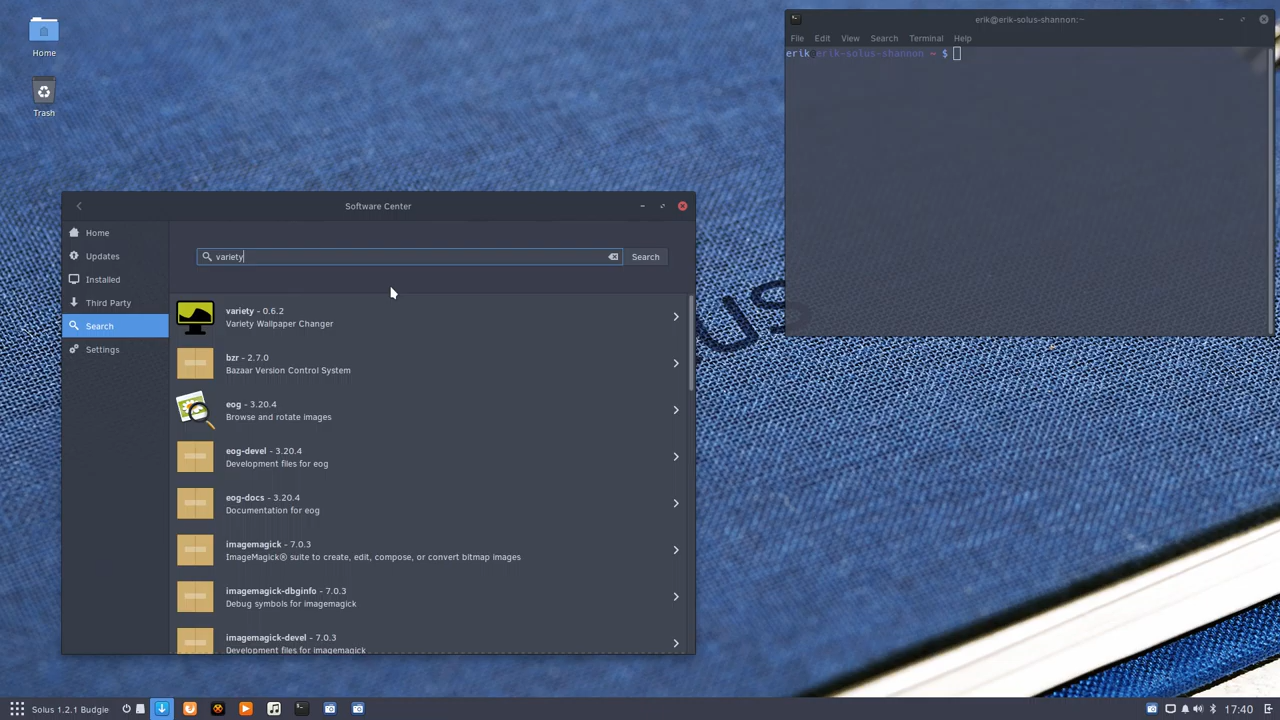 Home
Trash
erik@erik-solus-shannon:~
File Edit View Search Terminal Help
erik erik-solus-shannon ~ $
Software Center
Home
Updates
Installed
Third Party
Search
Settings
variety
Search
variety - 0.6.2
Variety Wallpaper Changer
bzr - 2.7.0
Bazaar Version Control System
eog - 3.20.4
Browse and rotate images
eog-devel - 3.20.4
Development files for eog
eog-docs - 3.20.4
Documentation for eog
imagemagick - 7.0.3
ImageMagick® suite to create, edit, compose, or convert bitmap images
imagemagick-dbginfo - 7.0.3
Debug symbols for imagemagick
imagemagick-devel - 7.0.3
Development files for imagemagick
us
Solus 1.2.1 Budgie
17:40